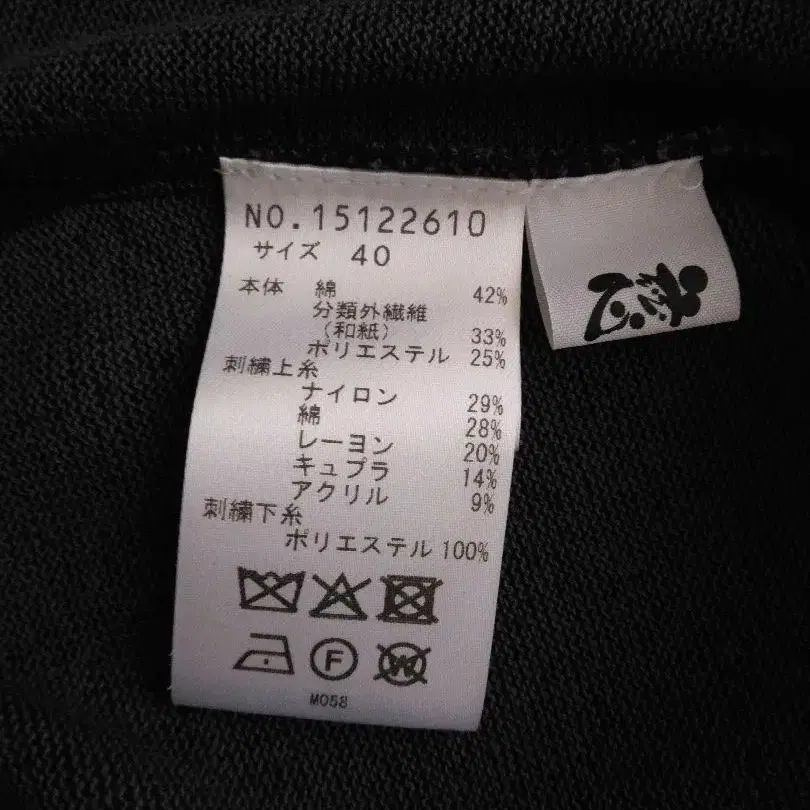 NO.15122610
サイズ 40
本体 綿 42%
分類外繊維
(和紙) 33%
ポリエステル 25%
刺繍上糸
ナイロン 29%
綿 28%
レーヨン 20%
キュプラ 14%
アクリル 9%
刺繍下糸
ポリエステル 100%
F
W
M058